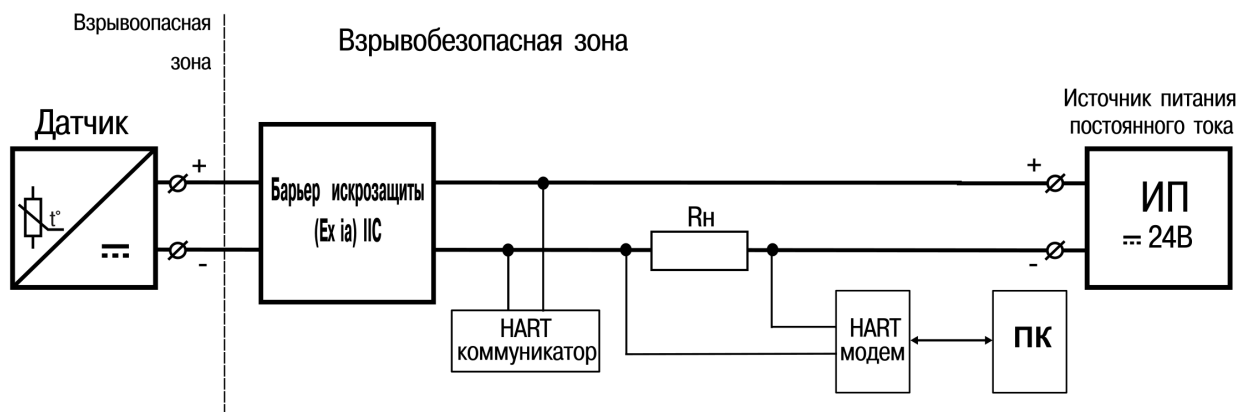 Взрывоопасная
зона
Взрывобезопасная зона
Датчик
t°
+
-
Барьер искрозащиты
(Ex ia) IIC
Rн
HART
коммуникатор
HART
модем
ПК
Источник питания
постоянного тока
+
-
ИП
24В